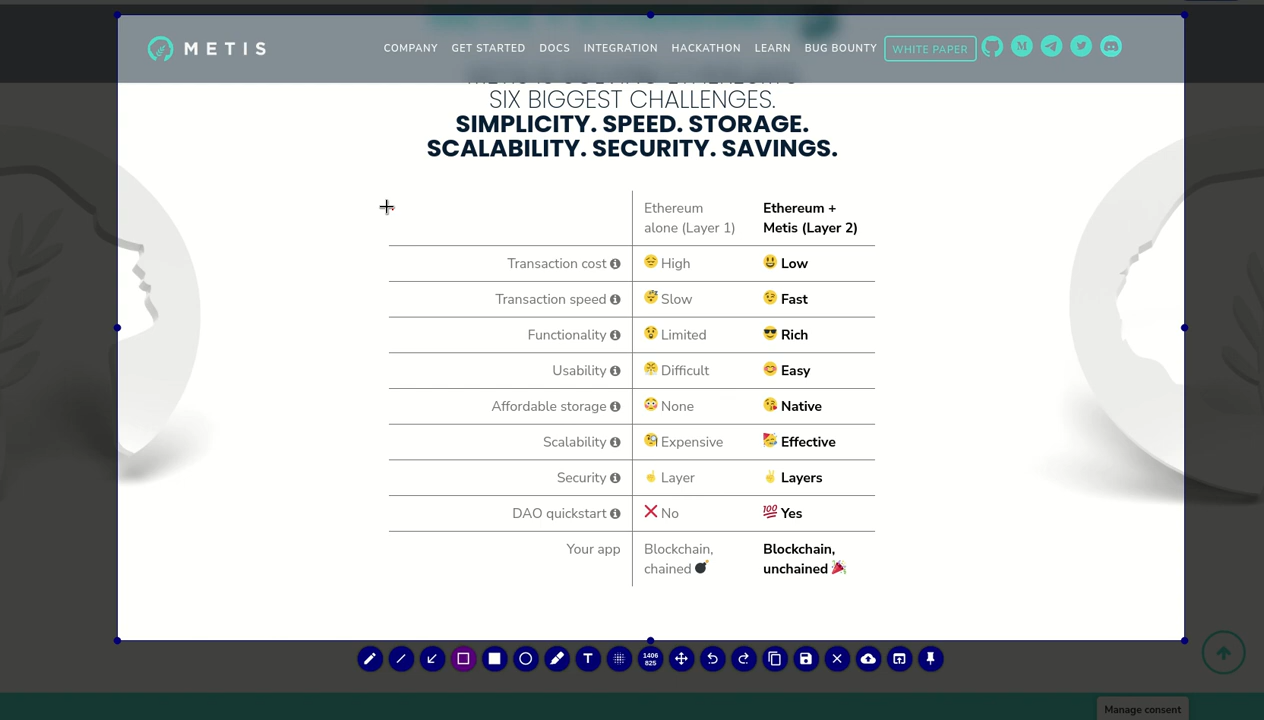 METIS COMPANY GET STARTED DOCS INTEGRATION HACKATHON LEARN BUG BOUNTY WHITE PAPER
SIX BIGGEST CHALLENGES.
SIMPLICITY. SPEED. STORAGE.
SCALABILITY. SECURITY. SAVINGS.
Ethereum alone (Layer 1) Ethereum + Metis (Layer 2)
Transaction cost High Low
Transaction speed Slow Fast
Functionality Limited Rich
Usability Difficult Easy
Affordable storage None Native
Scalability Expensive Effective
Security Layer Layers
DAO quickstart No 💯 Yes
Your app Blockchain, chained Blockchain, unchained
1406
825
Manage consent